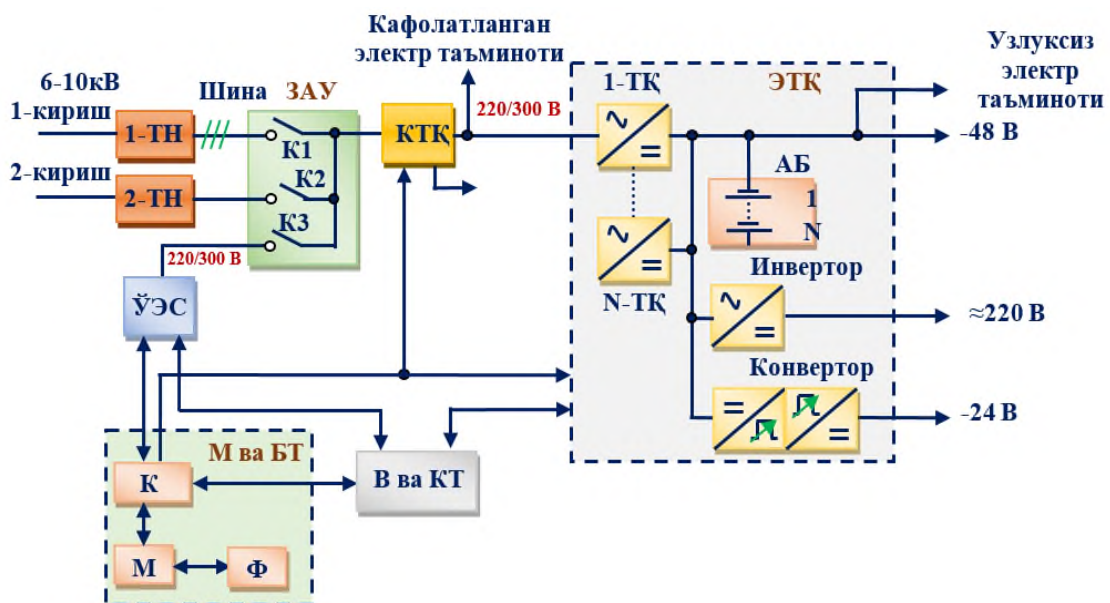 Кафолатланган
электр таъминоти
Узлуксиз
электр
таъминоти
6-10кВ
1-кириш
1-ТН
Шина
ЗАУ
К1
КТҚ
220/300 В
1-ТҚ
ЭТҚ
-48 В
2-кириш
2-ТН
К2
К3
220/300 В
АБ
1
N
N-ТҚ
Инвертор
≈220 В
ЎЭС
Конвертор
-24 В
М ва БТ
К
В ва КТ
М
Ф